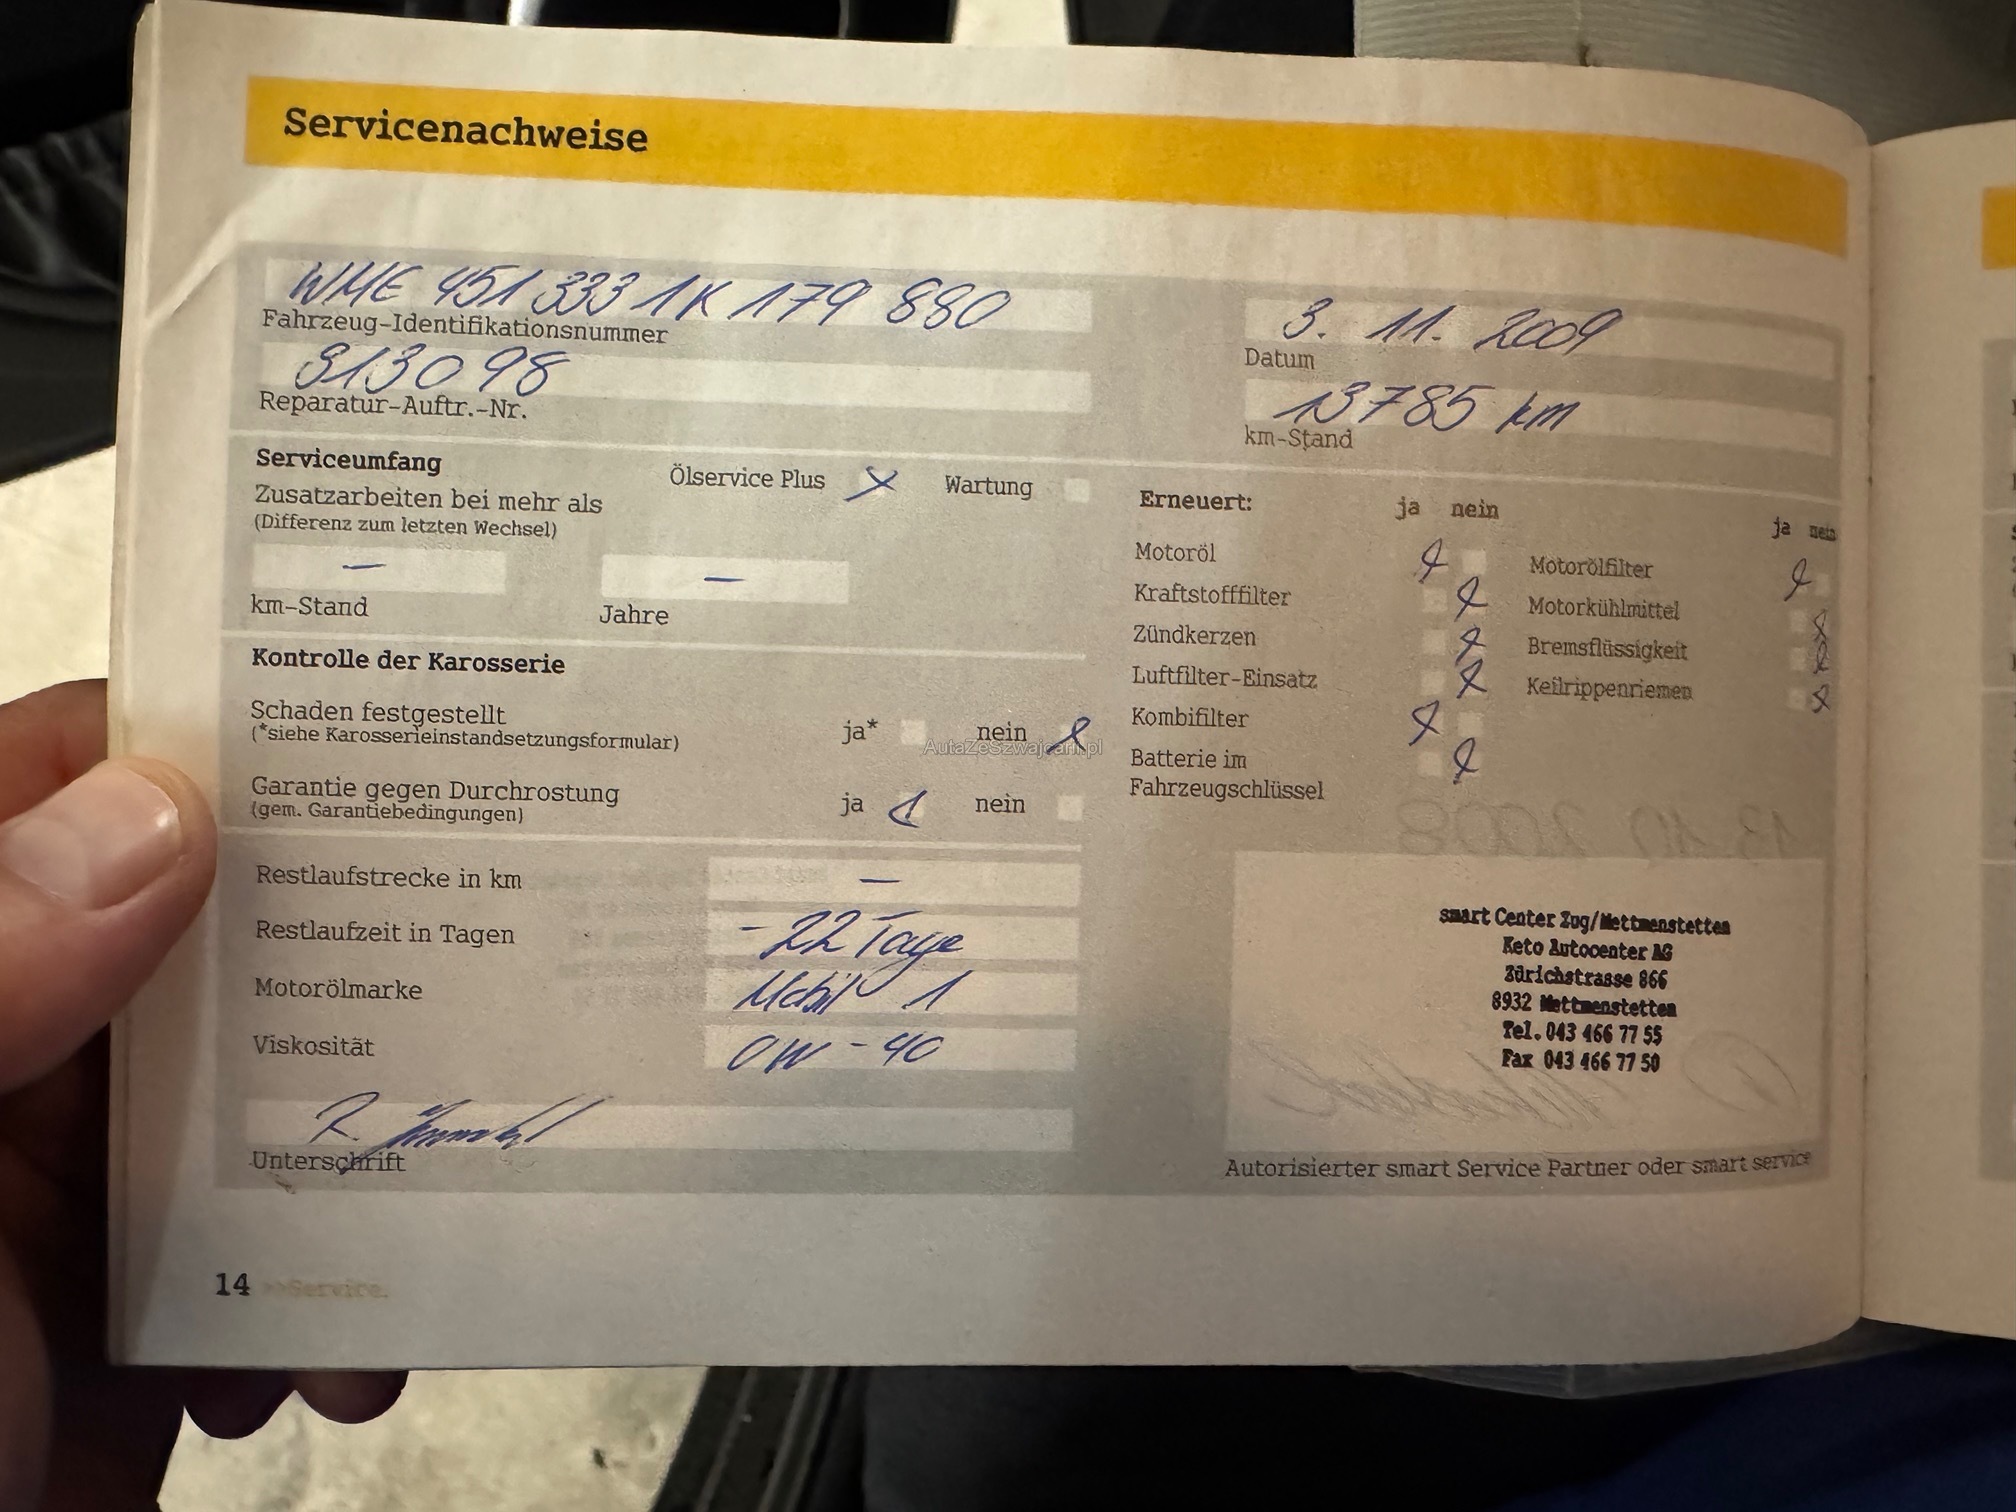 Servicenachweise
WME 451 333 1K 179 880
Fahrzeug-Identifikationsnummer
3. 11. 2009
Datum
313098
Reparatur-Auftr.-Nr.
13785 km
km-Stand
Serviceumfang
Ölservice Plus x Wartung
Zusatzarbeiten bei mehr als
(Differenz zum letzten Wechsel)
– –
km-Stand Jahre
Kontrolle der Karosserie
Schaden festgestellt
(*siehe Karosserieinstandsetzungsformular)
ja* nein x
Garantie gegen Durchrostung
(gem. Garantiebedingungen)
ja x nein
Restlaufstrecke in km –
Restlaufzeit in Tagen - 22 Tage
Motorölmarke Mobil 1
Viskosität 0W-40
Unterschrift
Erneuert: ja nein ja nein
Motoröl x Motorölfilter x
Kraftstofffilter x Motorkühlmittel x
Zündkerzen x Bremsflüssigkeit x
Luftfilter-Einsatz x Keilrippenriemen x
Kombifilter x
Batterie im x
Fahrzeugschlüssel
smart Center Zug/Mettmenstetten
Keto Autocenter AG
Zürichstrasse 866
8932 Mettmenstetten
Tel. 043 466 77 55
Fax 043 466 77 50
Autorisierter smart Service Partner oder smart service
14 >>Service.
AutaZeSzwajcarii.pl